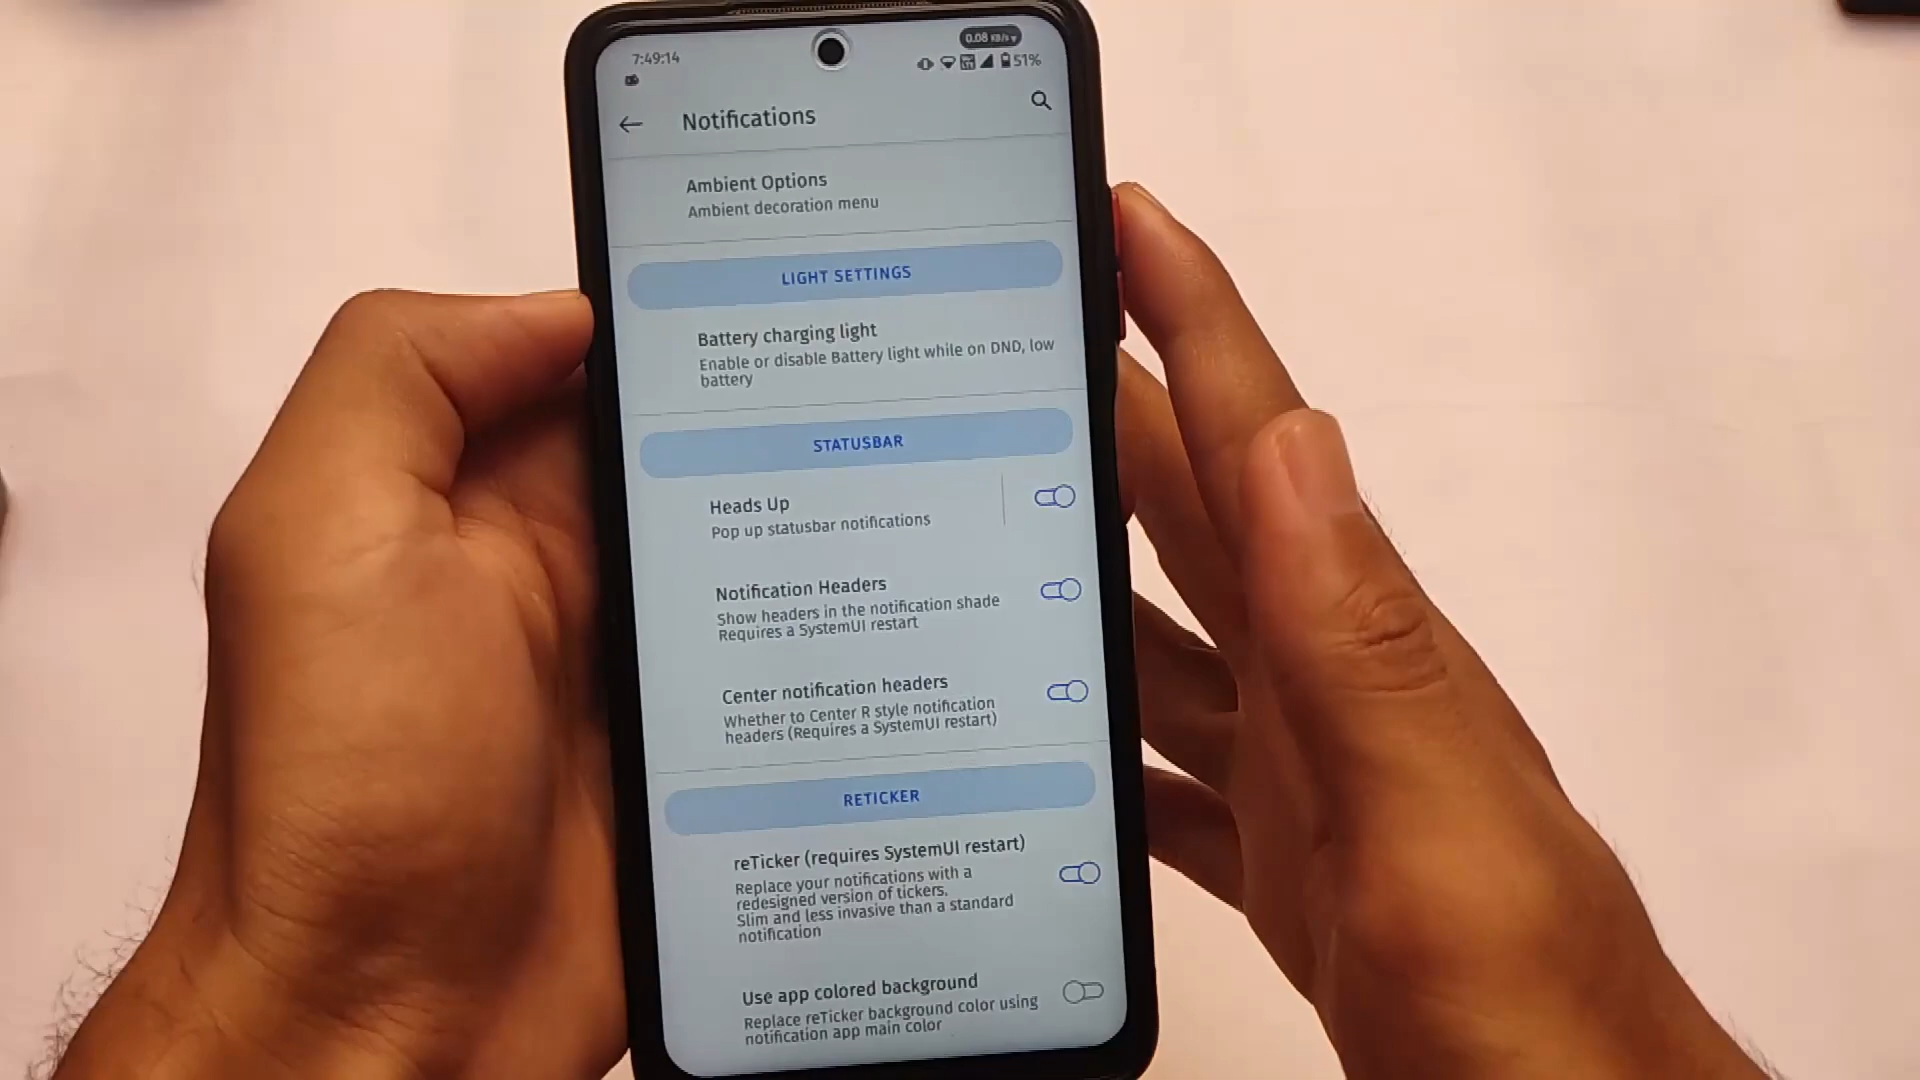 7:49:14
0.08 KB/s
51%
Notifications
Ambient Options
Ambient decoration menu
LIGHT SETTINGS
Battery charging light
Enable or disable Battery light while on DND, low
battery
STATUSBAR
Heads Up
Pop up statusbar notifications
Notification Headers
Show headers in the notification shade
Requires a SystemUI restart
Center notification headers
Whether to Center R style notification
headers (Requires a SystemUI restart)
RETICKER
reTicker (requires SystemUI restart)
Replace your notifications with a
redesigned version of tickers.
Slim and less invasive than a standard
notification
Use app colored background
Replace reTicker background color using
notification app main color